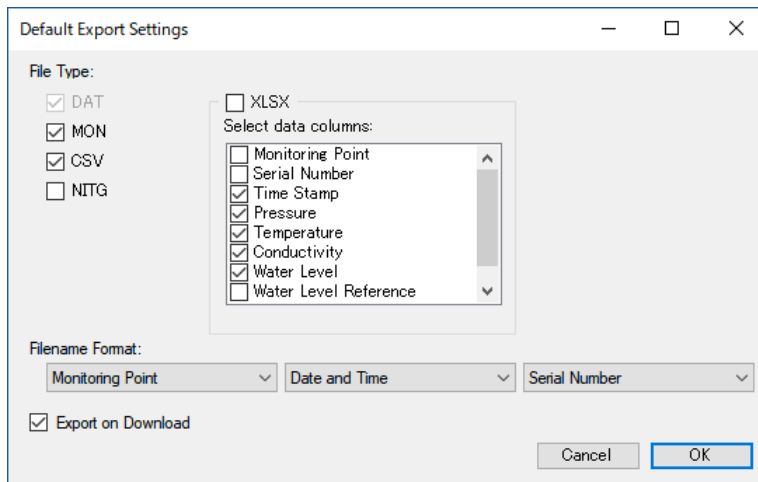 Default Export Settings
File Type:
DAT
MON
CSV
NITG
XLSX
Select data columns:
Monitoring Point
Serial Number
Time Stamp
Pressure
Temperature
Conductivity
Water Level
Water Level Reference
Filename Format:
Monitoring Point
Date and Time
Serial Number
Export on Download
Cancel
OK